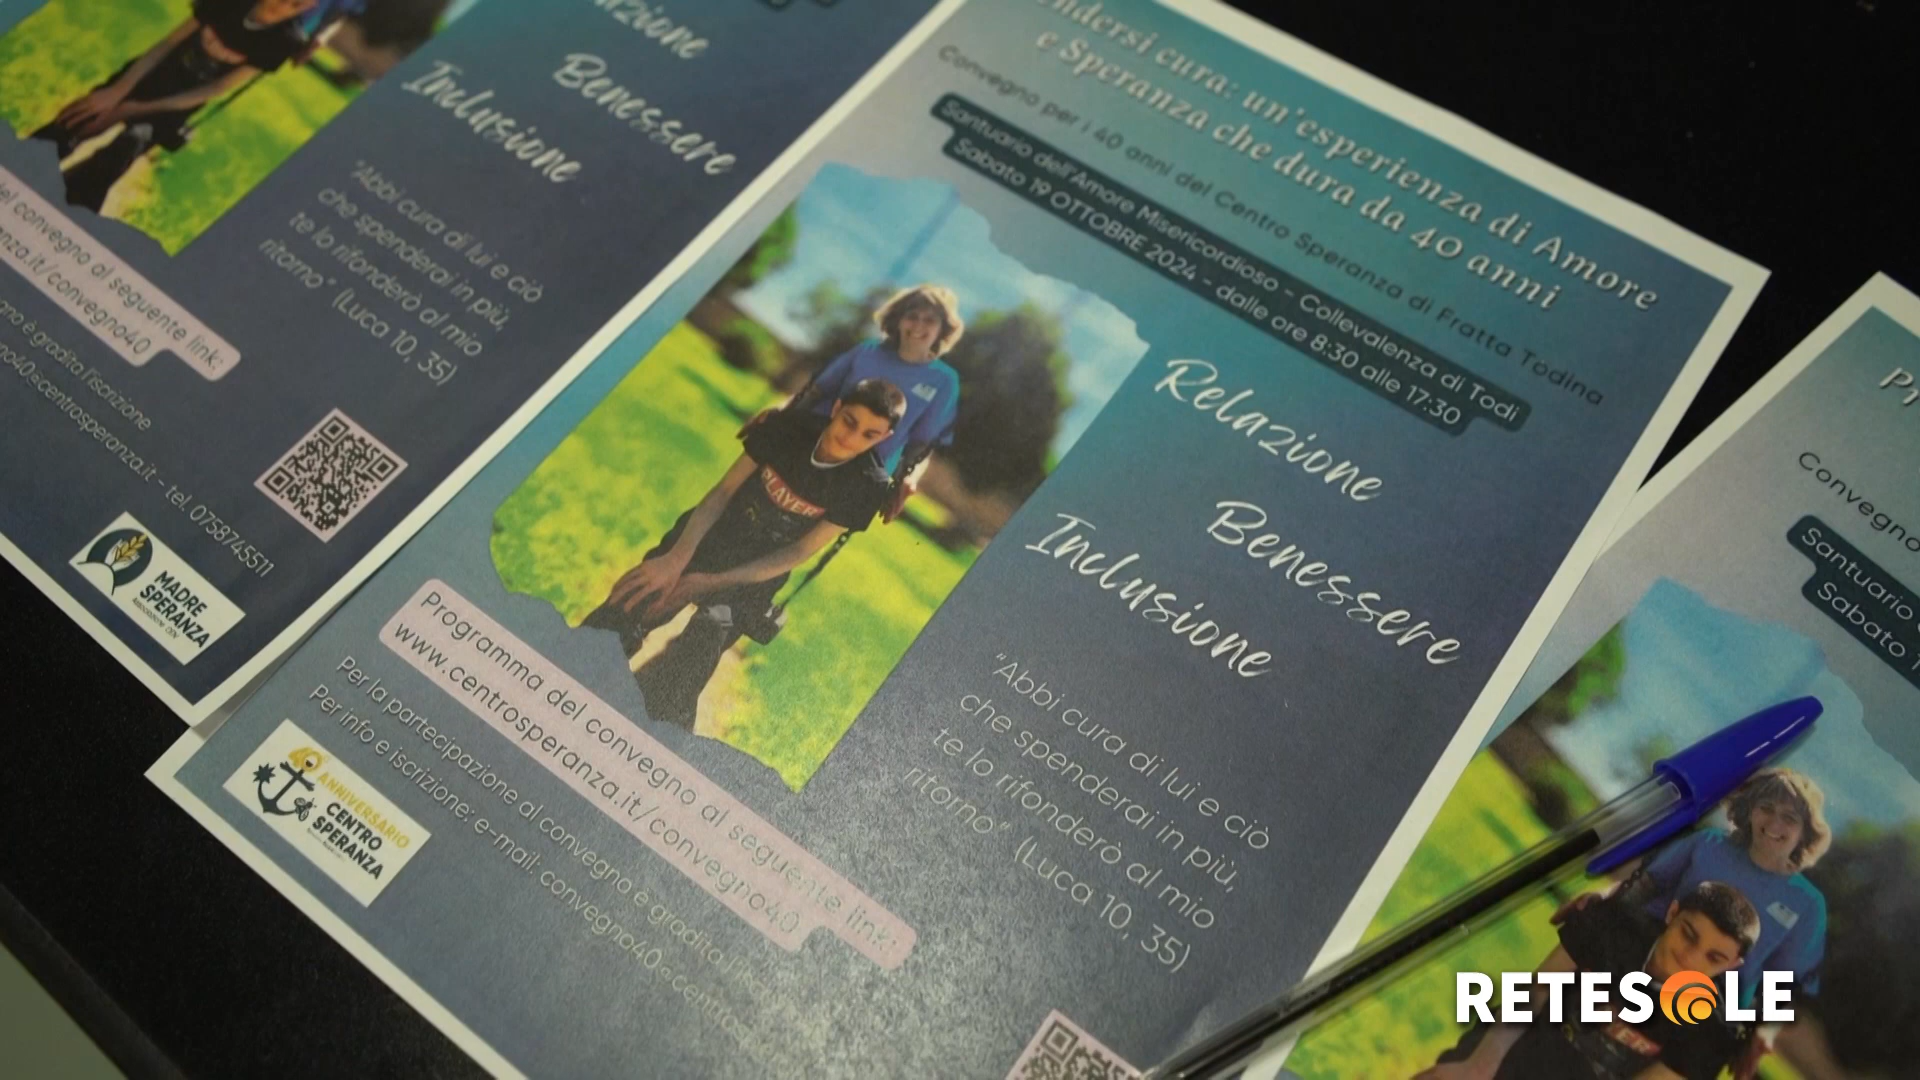 Relazione
Benessere
Inclusione
"Abbi cura di lui e ciò
che spenderai in più,
te lo rifonderò al mio
ritorno" (Luca 10, 35)
del convegno al seguente link:
convegno40
gradita l'iscrizione
@centrosperanza.it - tel. 0758745511
MADRE
SPERANZA
cura: un'esperienza di Amore
e Speranza che dura da 40 anni
Convegno per i 40 anni del Centro Speranza di Fratta Todina
Santuario dell'Amore Misericordioso - Collevalenza di Todi
Sabato 19 OTTOBRE 2024 - dalle ore 8:30 alle 17:30
PLAYER
Relazione
Benessere
Inclusione
"Abbi cura di lui e ciò
che spenderai in più,
te lo rifonderò al mio
ritorno" (Luca 10, 35)
Programma del convegno al seguente link:
www.centrosperanza.it/convegno40
Per la partecipazione al convegno è gradita
Per info e iscrizione: e-mail: convegno40@centros
40° ANNIVERSARIO
CENTRO
SPERANZA
Convegno
Santuario
Sabato
RETESOLE